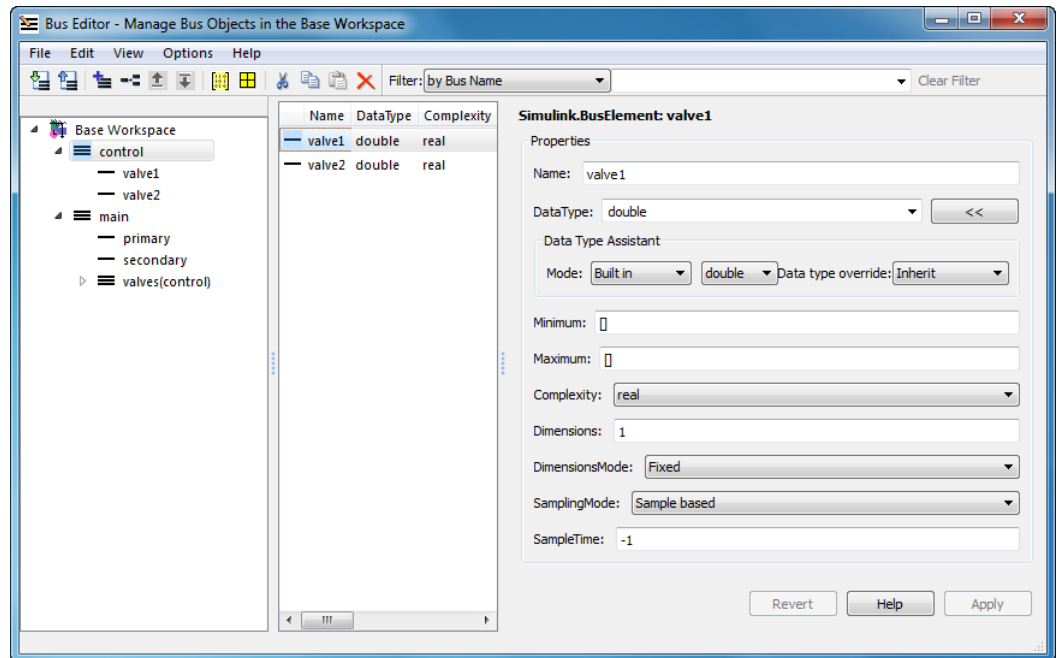 Bus Editor - Manage Bus Objects in the Base Workspace
File Edit View Options Help
Filter: by Bus Name Clear Filter
Base Workspace
control
valve1
valve2
main
primary
secondary
valves(control)
Name DataType Complexity
valve1 double real
valve2 double real
Simulink.BusElement: valve1
Properties
Name: valve1
DataType: double <<
Data Type Assistant
Mode: Built in double Data type override: Inherit
Minimum: []
Maximum: []
Complexity: real
Dimensions: 1
DimensionsMode: Fixed
SamplingMode: Sample based
SampleTime: -1
Revert Help Apply